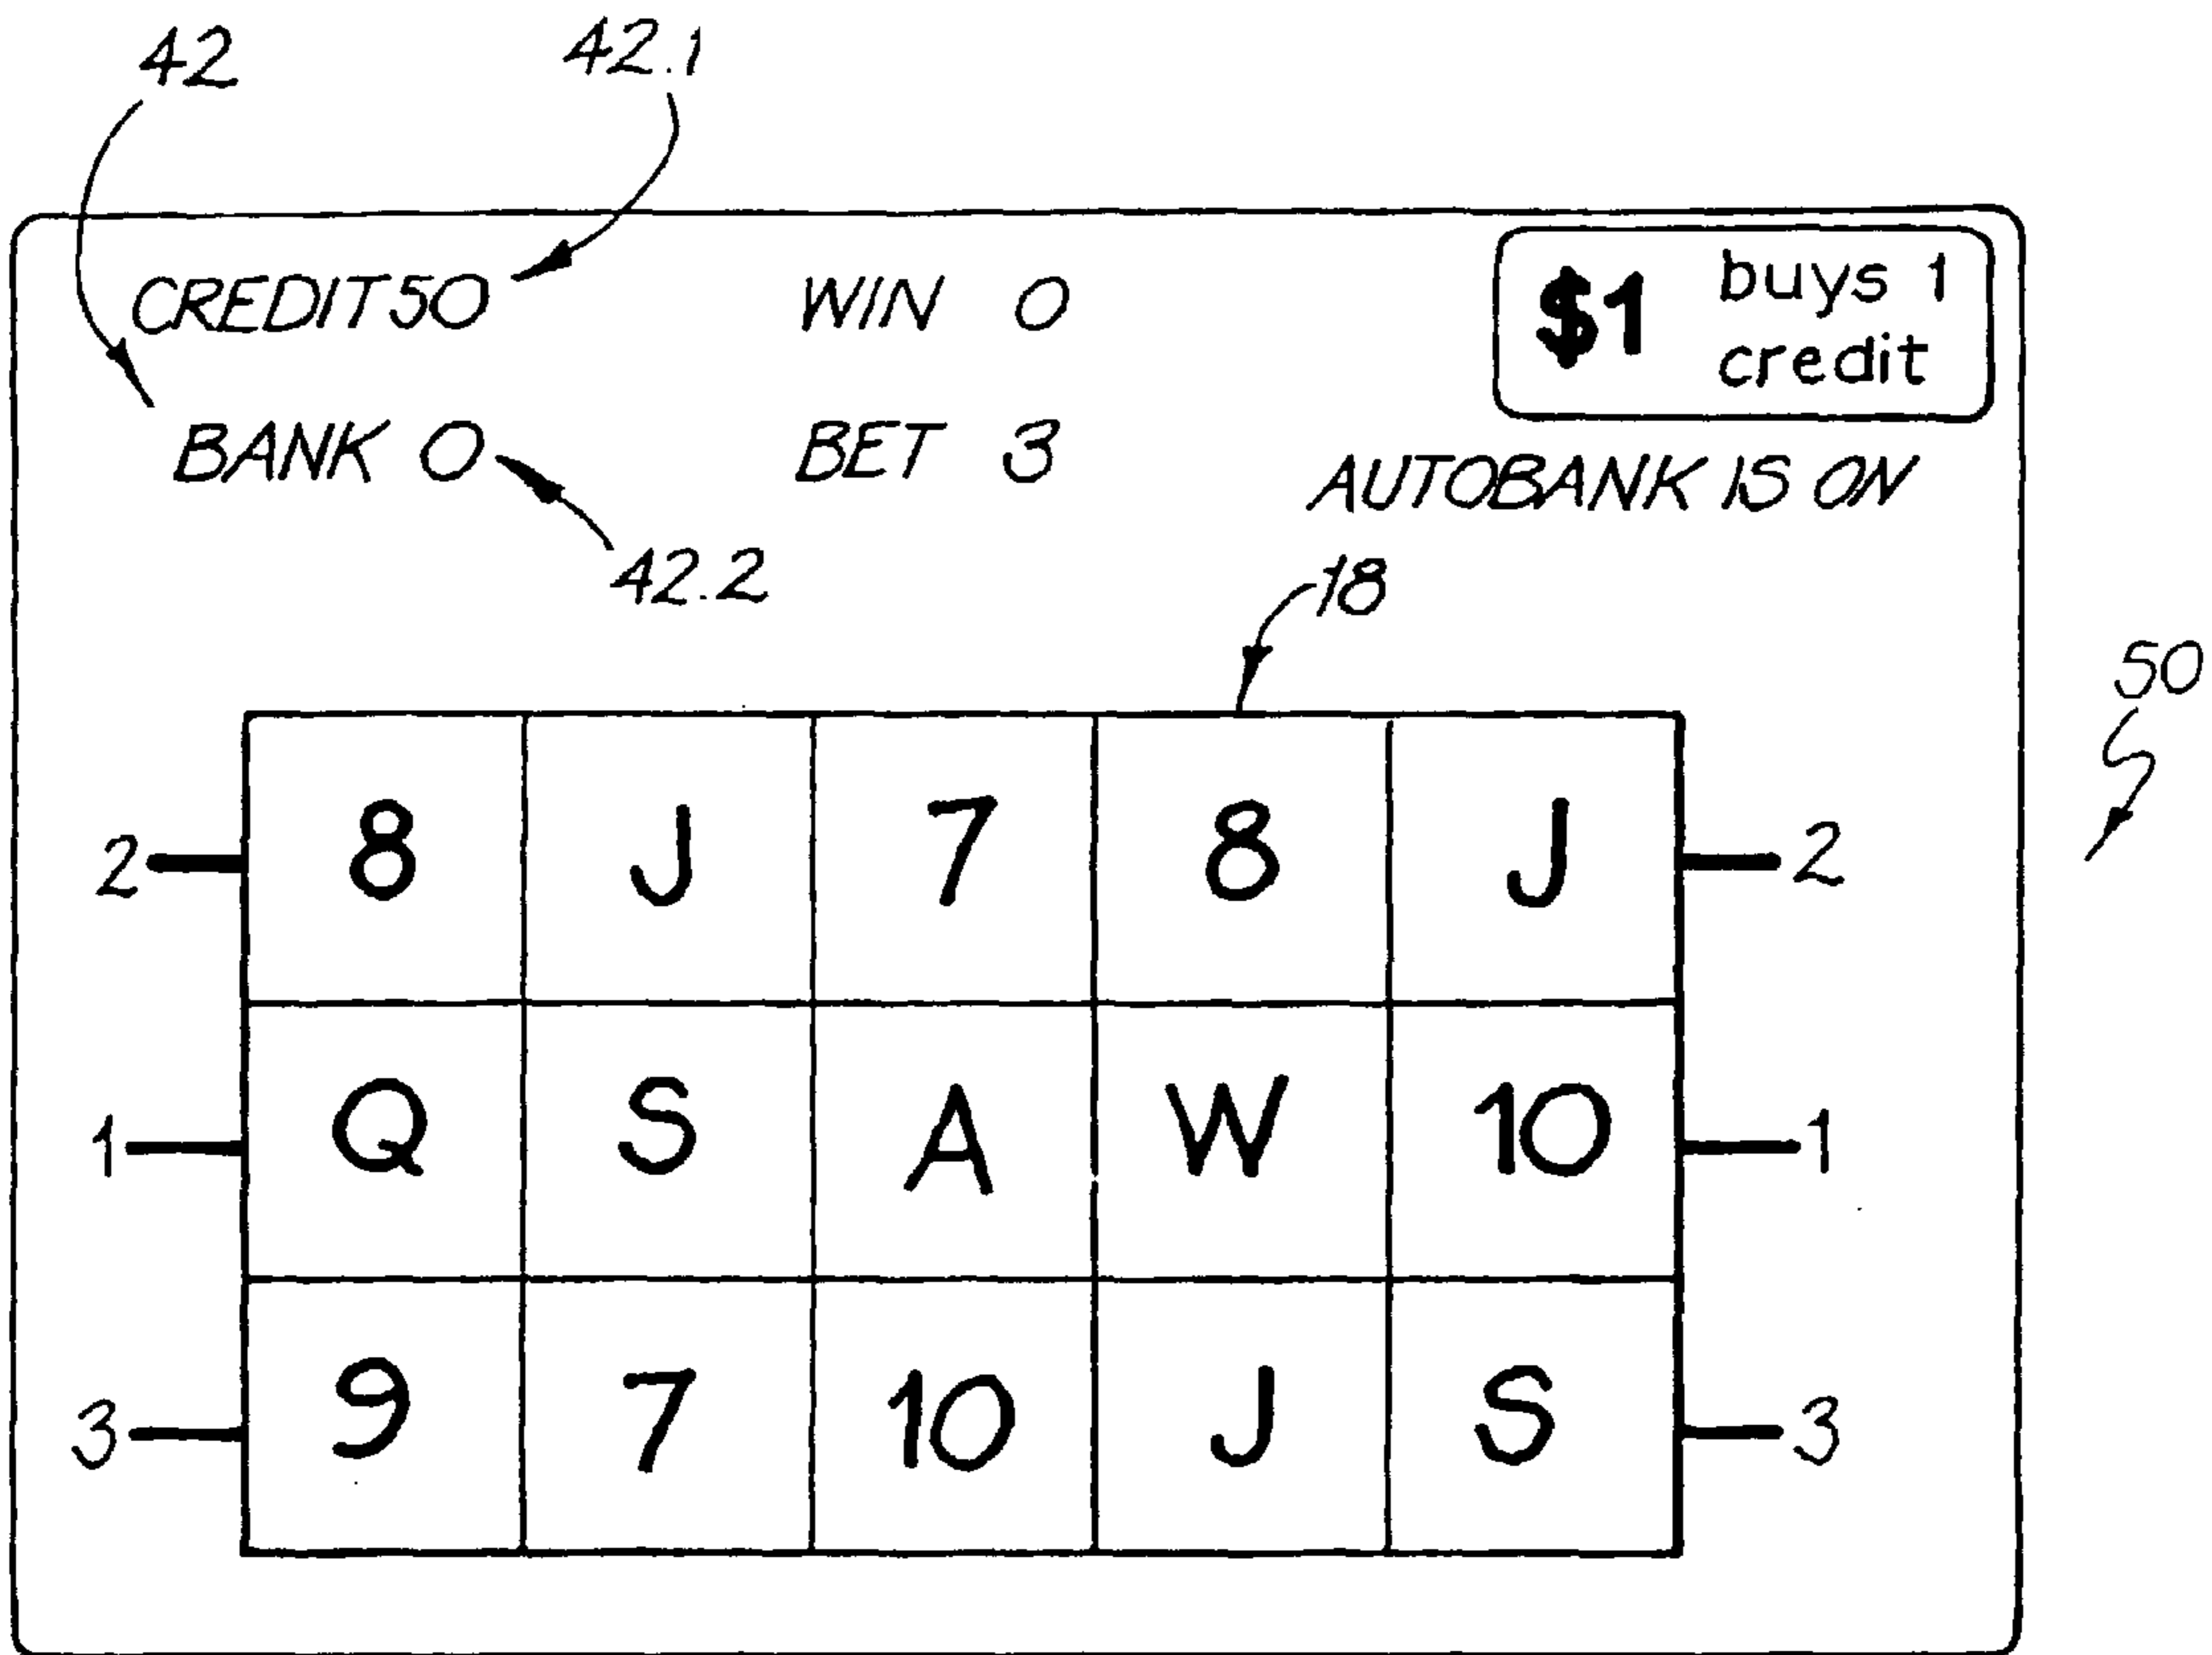 42 42.1
CREDIT 50 WIN 0 $1 buys 1
credit
BANK 0 BET 3
AUTOBANK IS ON
42.2 18
50
2 8 J 7 8 J 2
1 Q S A W 10 1
3 9 7 10 J S 3